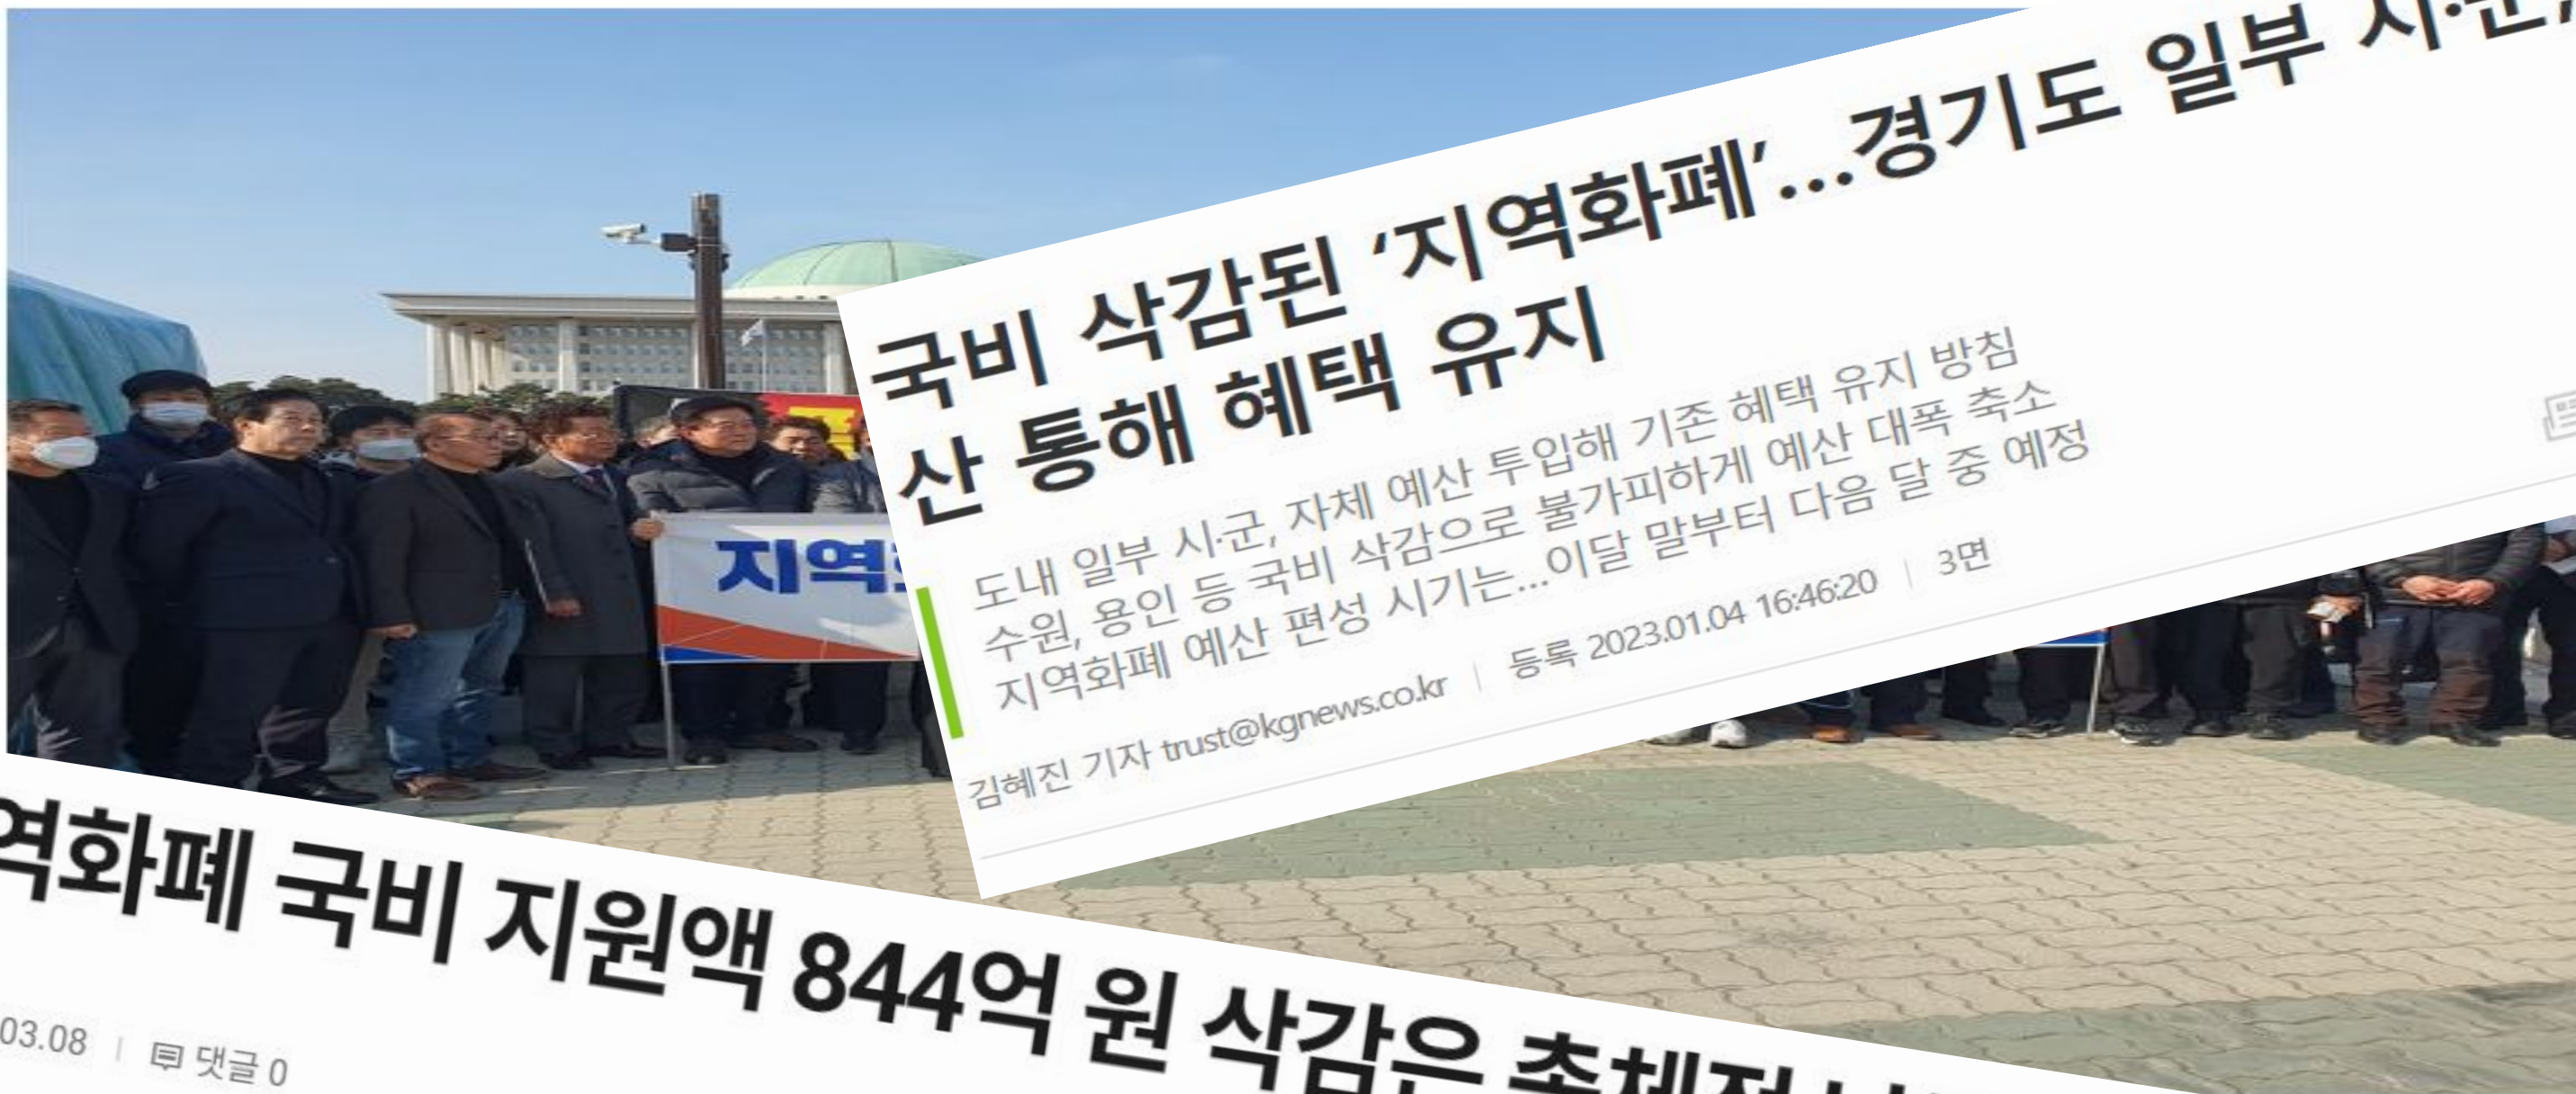 국비 삭감된 ‘지역화폐’…경기도 일부 시·군,
산 통해 혜택 유지
도내 일부 시·군, 자체 예산 투입해 기존 혜택 유지 방침
수원, 용인 등 국비 삭감으로 불가피하게 예산 대폭 축소
지역화폐 예산 편성 시기는…이달 말부터 다음 달 중 예정
김혜진 기자 trust@kgnews.co.kr | 등록 2023.01.04 16:46:20 | 3면
지역
역화폐 국비 지원액 844억 원 삭감은 총체적
03.08 | 댓글 0